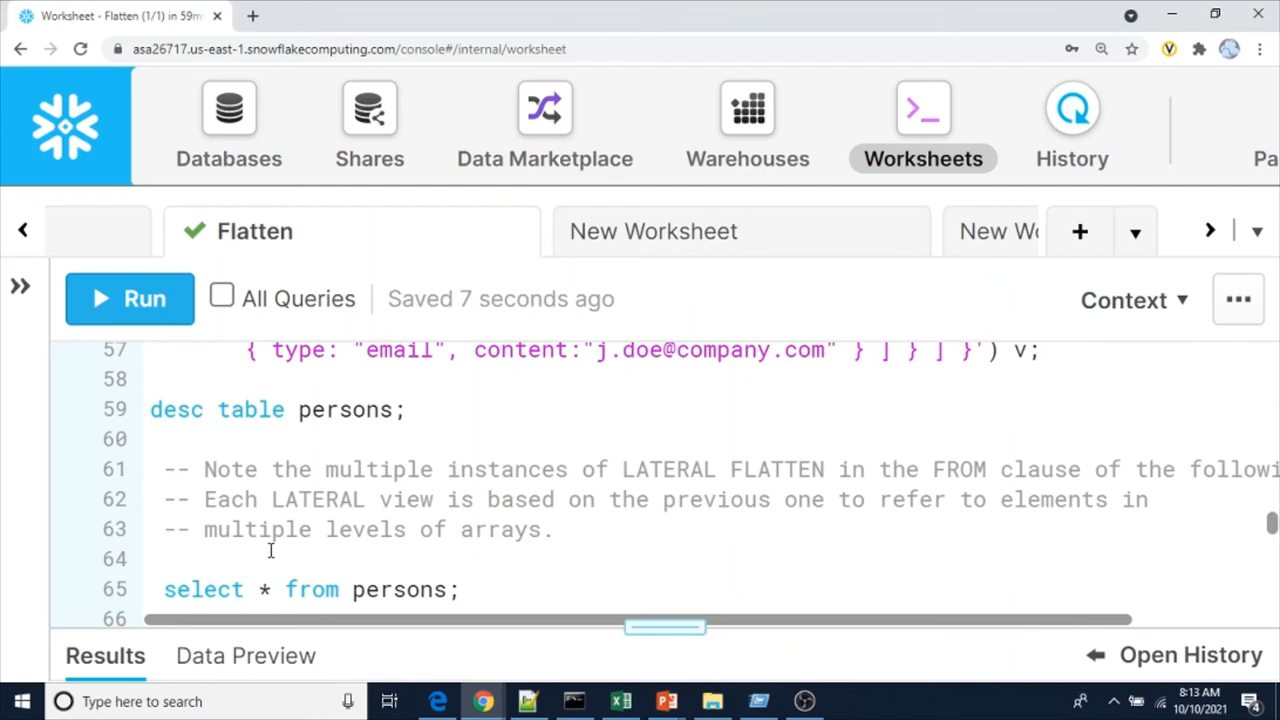 Worksheet - Flatten (1/1) in 59ms
asa26717.us-east-1.snowflakecomputing.com/console#/internal/worksheet
Databases
Shares
Data Marketplace
Warehouses
Worksheets
History
Pa
Flatten
New Worksheet
New Wo
Run
All Queries
Saved 7 seconds ago
Context
57 { type: "email", content:"j.doe@company.com" } ] } ] }') v;
58
59 desc table persons;
60
61 -- Note the multiple instances of LATERAL FLATTEN in the FROM clause of the followi
62 -- Each LATERAL view is based on the previous one to refer to elements in
63 -- multiple levels of arrays.
64
65 select * from persons;
66
Results
Data Preview
Open History
Type here to search
8:13 AM
10/10/2021
4